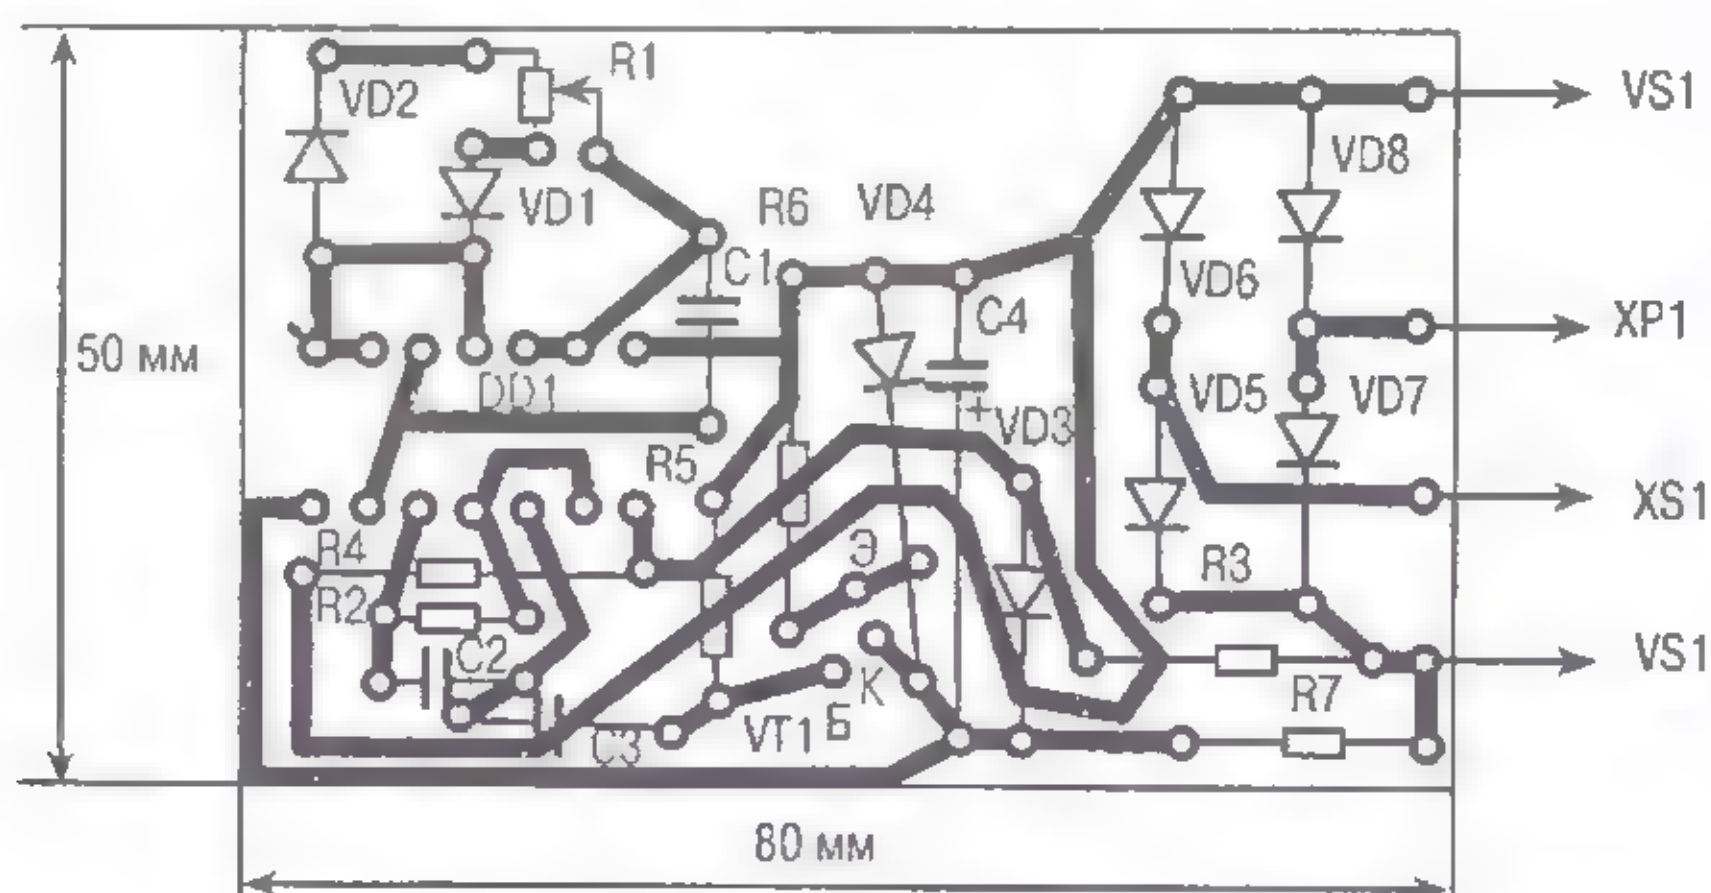 R1
VS1
VD2
VD8
VD1
R6
VD4
C1
VD6
C4
XP1
50 мм
DD1
VD5
VD7
+
VD3
R5
XS1
R4
Э
R3
R2
C2
К
VS1
R7
Б
VT1
C3
80 мм